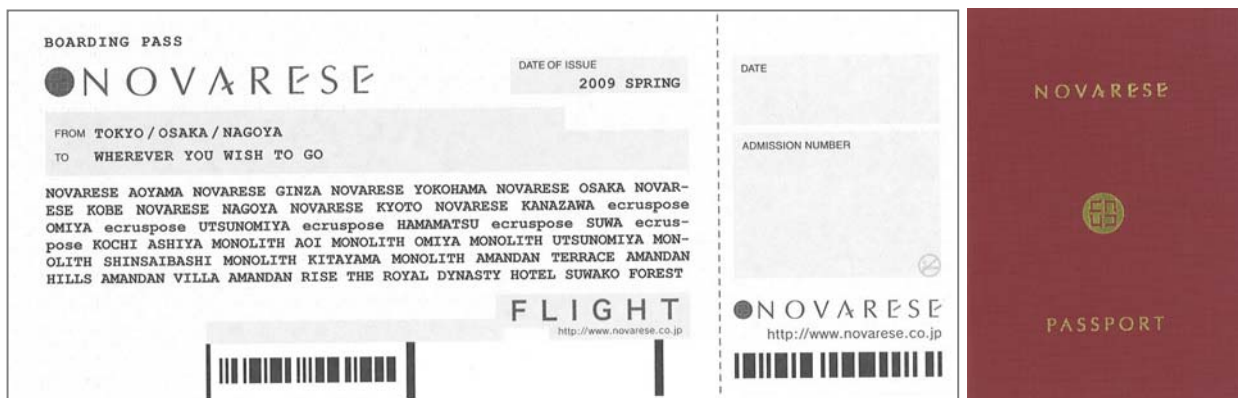 BOARDING PASS
NOVARESE
DATE OF ISSUE
2009 SPRING
FROM TOKYO/OSAKA/NAGOYA
TO WHEREVER YOU WISH TO GO
NOVARESE AOYAMA NOVARESE GINZA NOVARESE YOKOHAMA NOVARESE OSAKA NOVAR-
ESE KOBE NOVARESE NAGOYA NOVARESE KYOTO NOVARESE KANAZAWA ecruspose
OMIYA ecruspose UTSUNOMIYA ecruspose HAMAMATSU ecruspose SUWA ecrus-
pose KOCHI ASHIYA MONOLITH AOI MONOLITH OMIYA MONOLITH UTSUNOMIYA MON-
OLITH SHINSAIBASHI MONOLITH KITAYAMA MONOLITH AMANDAN TERRACE AMANDAN
HILLS AMANDAN VILLA AMANDAN RISE THE ROYAL DYNASTY HOTEL SUWAKO FOREST
FLIGHT
http://www.novarese.co.jp
DATE
ADMISSION NUMBER
NOVARESE
http://www.novarese.co.jp
NOVARESE
PASSPORT